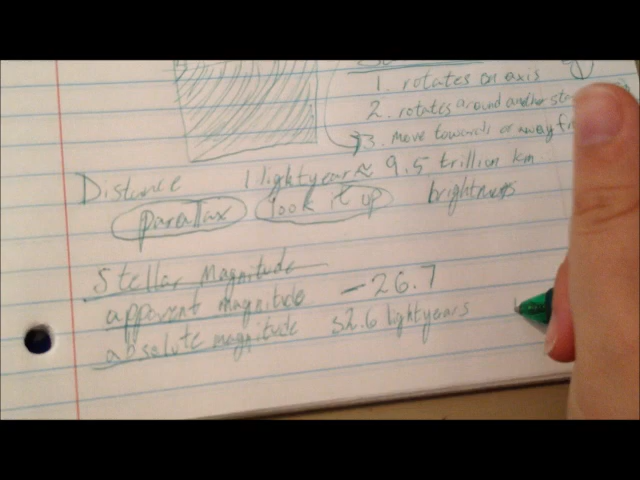 1. rotates on axis
2. rotates around another sta
3. move towards or away f
Distance 1 lightyear ≈ 9.5 trillion km
parallax look it up brightness
Stellar Magnitude
apparent magnitude -26.7
absolute magnitude 32.6 lightyears